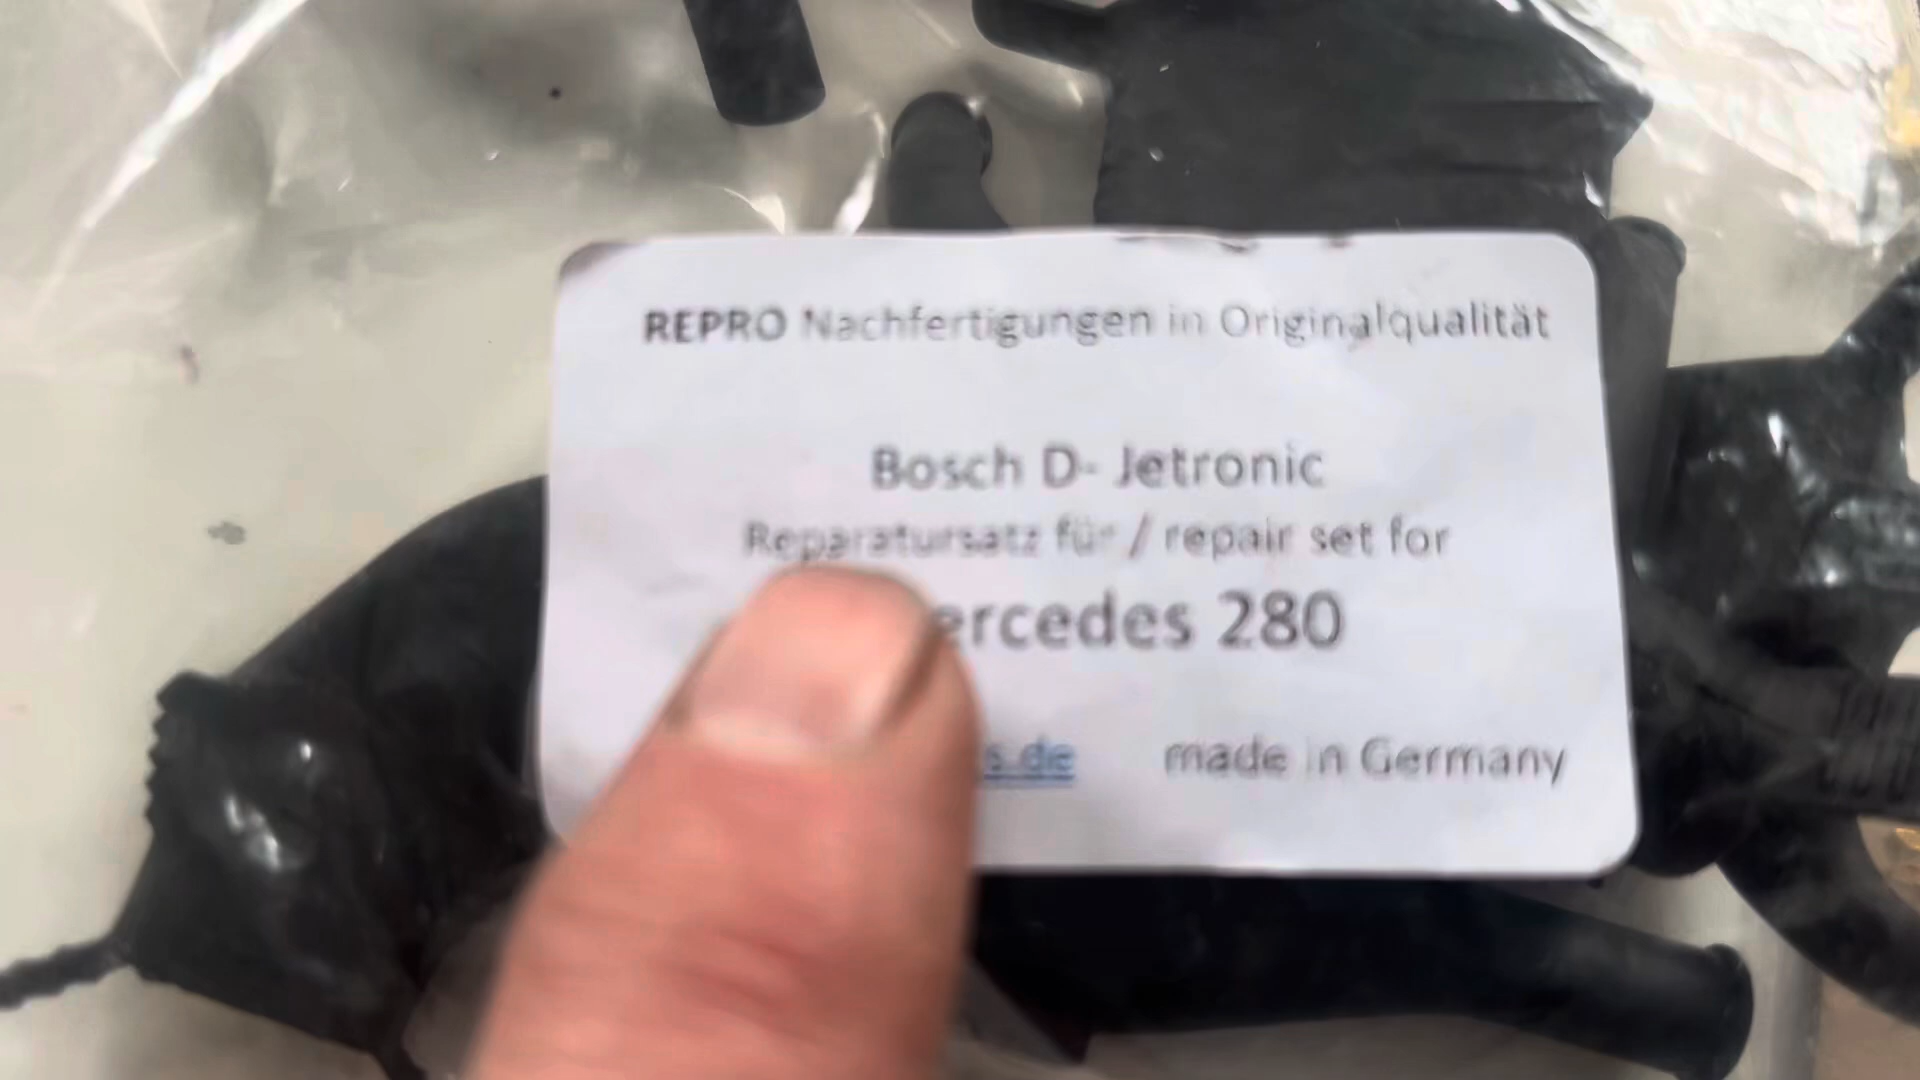 REPRO Nachfertigungen in Originalqualität
Bosch D- Jetronic
Reparatursatz für / repair set for
ercedes 280
s.de made in Germany